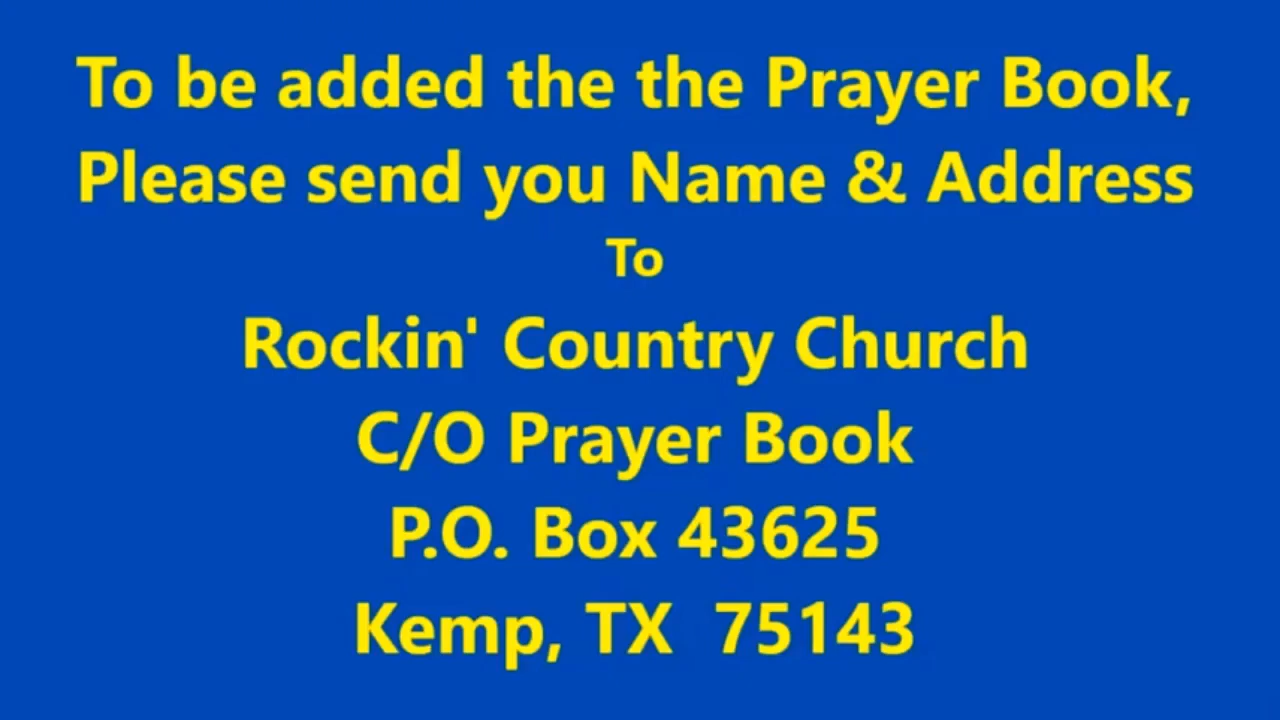 To be added the the Prayer Book,
Please send you Name & Address
To
Rockin' Country Church
C/O Prayer Book
P.O. Box 43625
Kemp, TX  75143